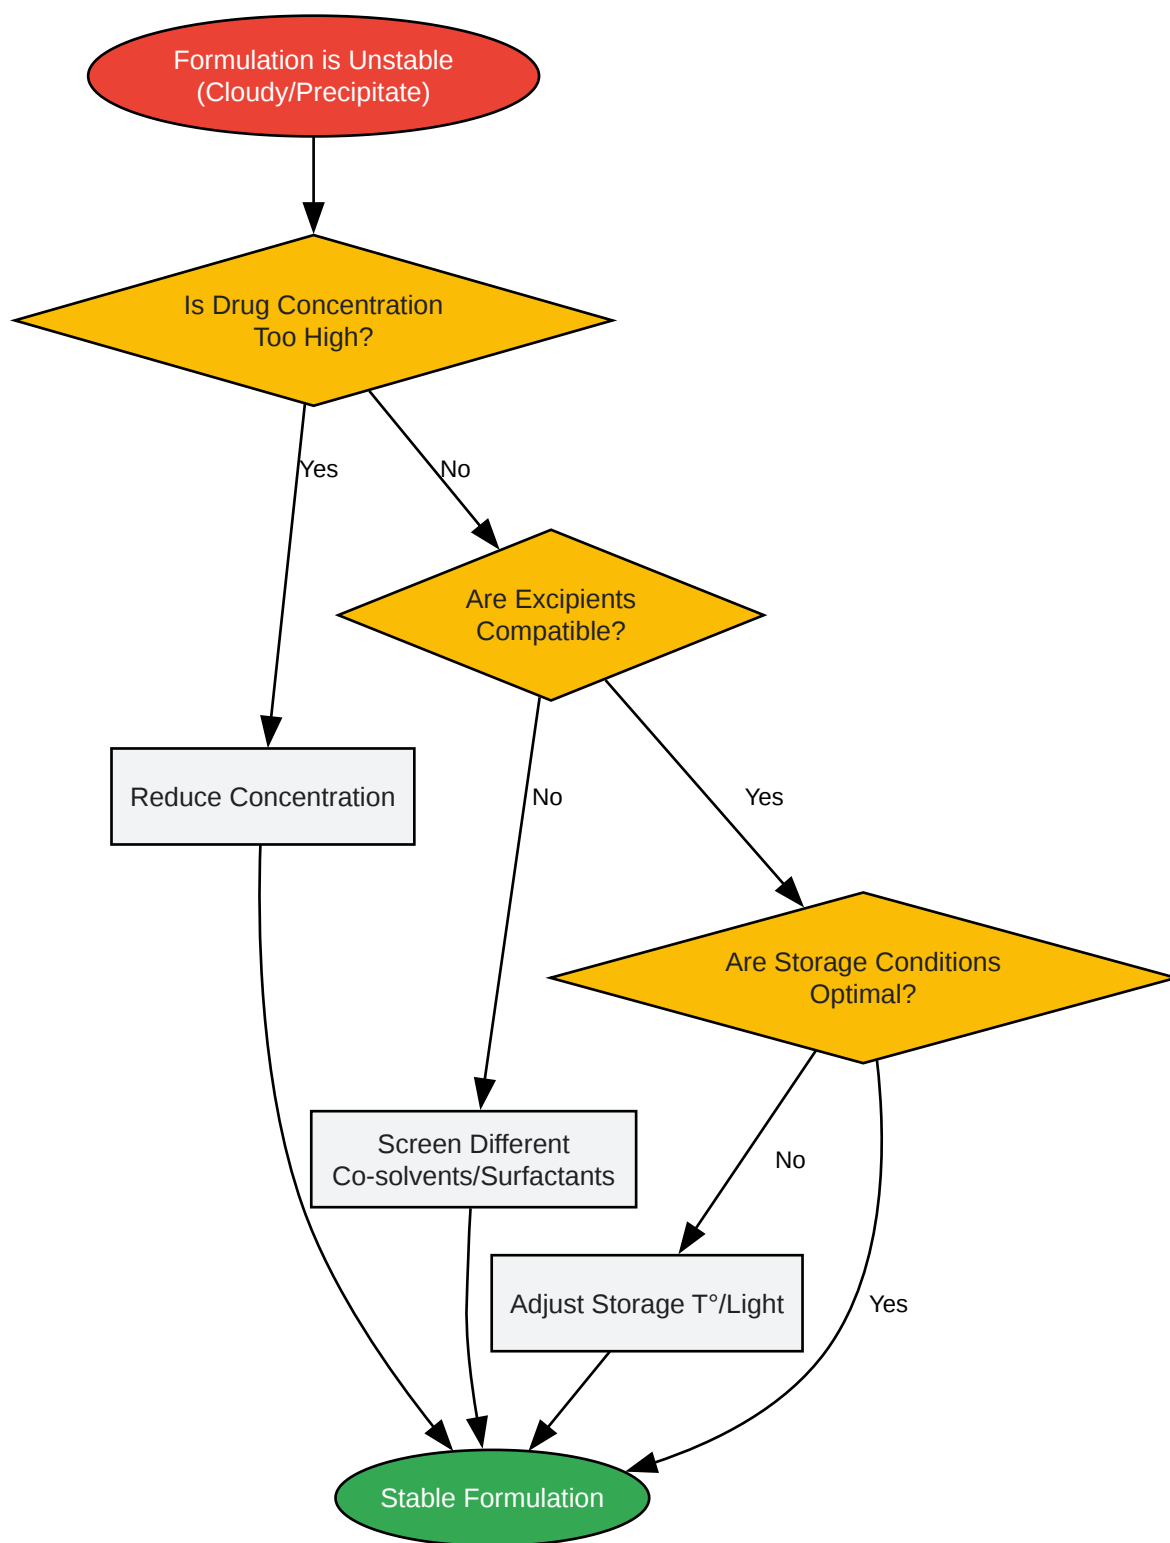 Formulation is Unstable
(Cloudy/Precipitate)
Is Drug Concentration
Too High?
Yes
No
Are Excipients
Compatible?
Reduce Concentration
No
Yes
Are Storage Conditions
Optimal?
Screen Different
Co-solvents/Surfactants
No
Adjust Storage T°/Light
Yes
Stable Formulation